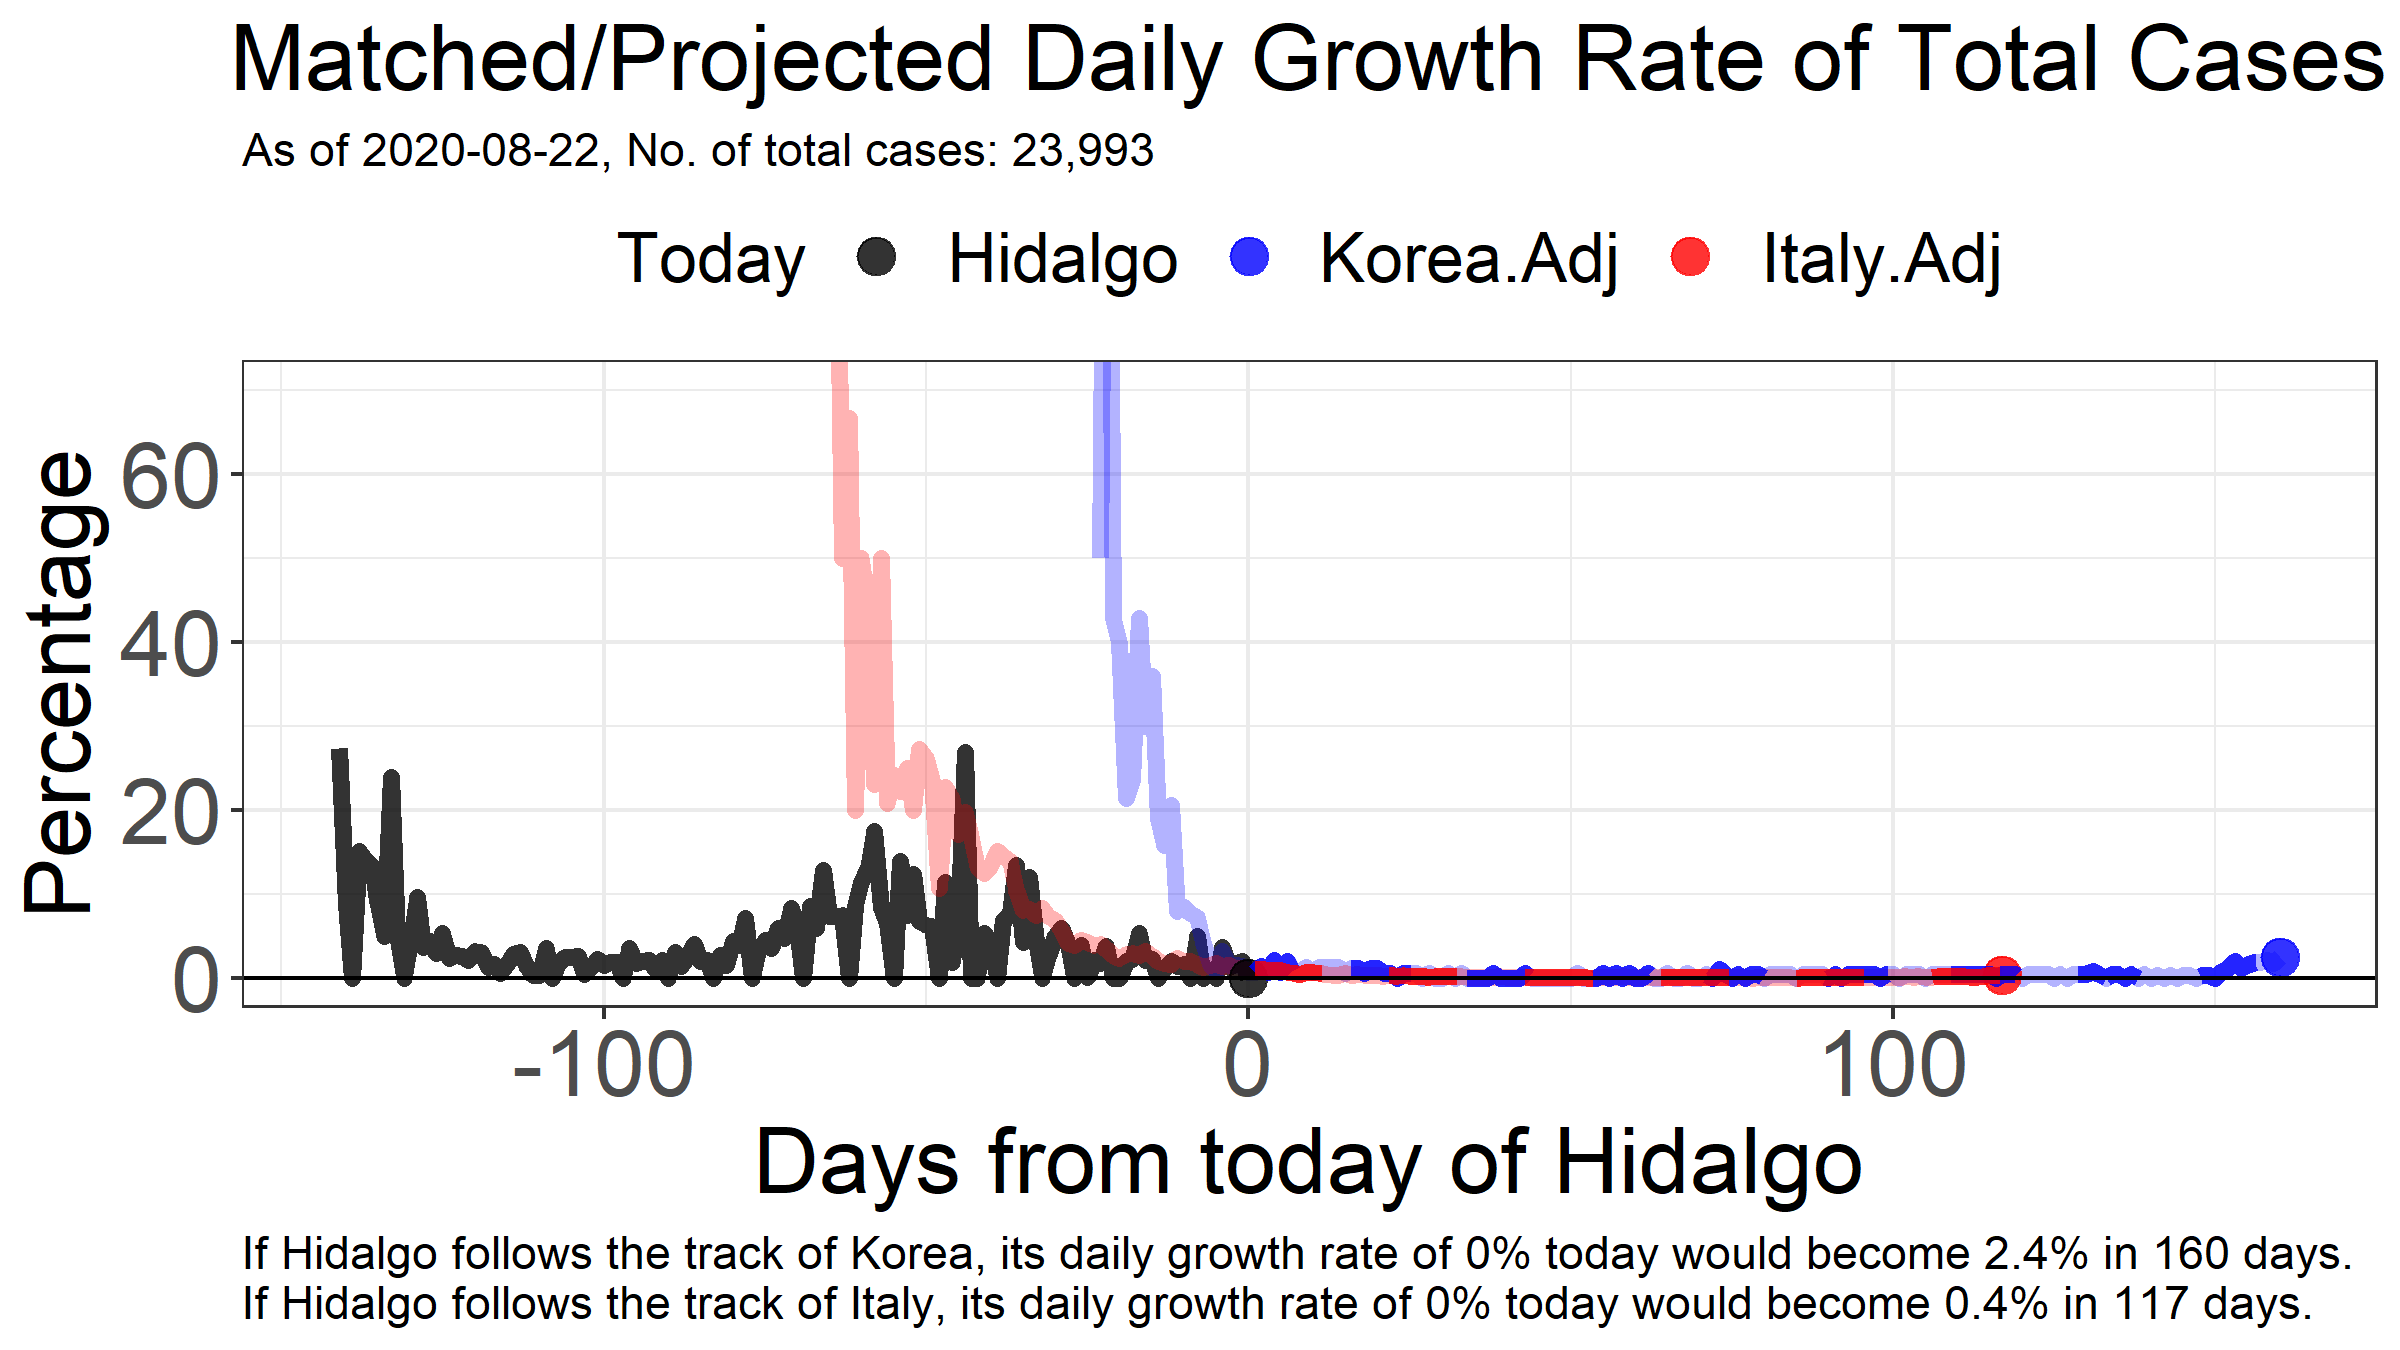 Matched/Projected Daily Growth Rate of Total Cases
As of 2020-08-22, No. of total cases: 23,993
Today Hidalgo Korea.Adj Italy.Adj
Percentage
60
40
20
0
-100 0 100
Days from today of Hidalgo
If Hidalgo follows the track of Korea, its daily growth rate of 0% today would become 2.4% in 160 days.
If Hidalgo follows the track of Italy, its daily growth rate of 0% today would become 0.4% in 117 days.